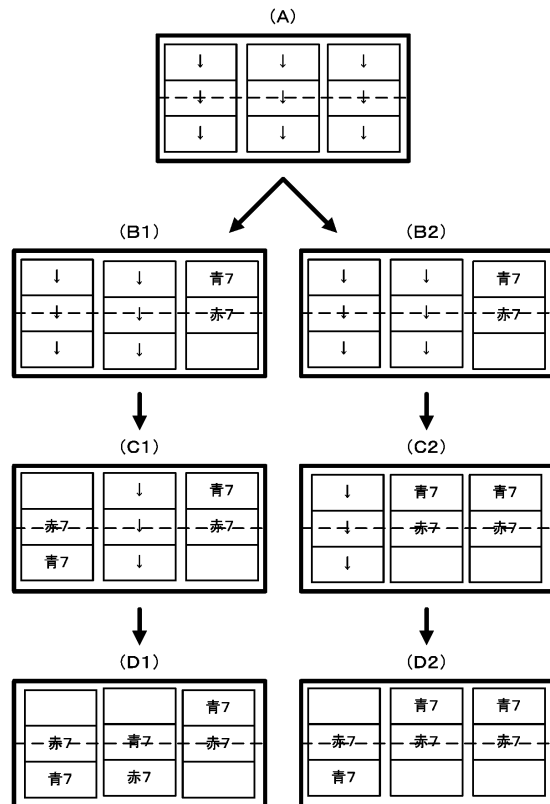 (A)
↓ ↓ ↓
↓ ↓ ↓
↓ ↓ ↓
(B1) (B2)
↓ ↓ 青7 ↓ ↓ 青7
↓ ↓ 赤7 ↓ ↓ 赤7
↓ ↓ ↓ ↓
(C1) (C2)
↓ 青7 ↓ 青7 青7
赤7 ↓ 赤7 ↓ 赤7 赤7
青7 ↓ ↓
(D1) (D2)
青7 青7 青7
赤7 青7 赤7 赤7 赤7 赤7
青7 赤7 青7